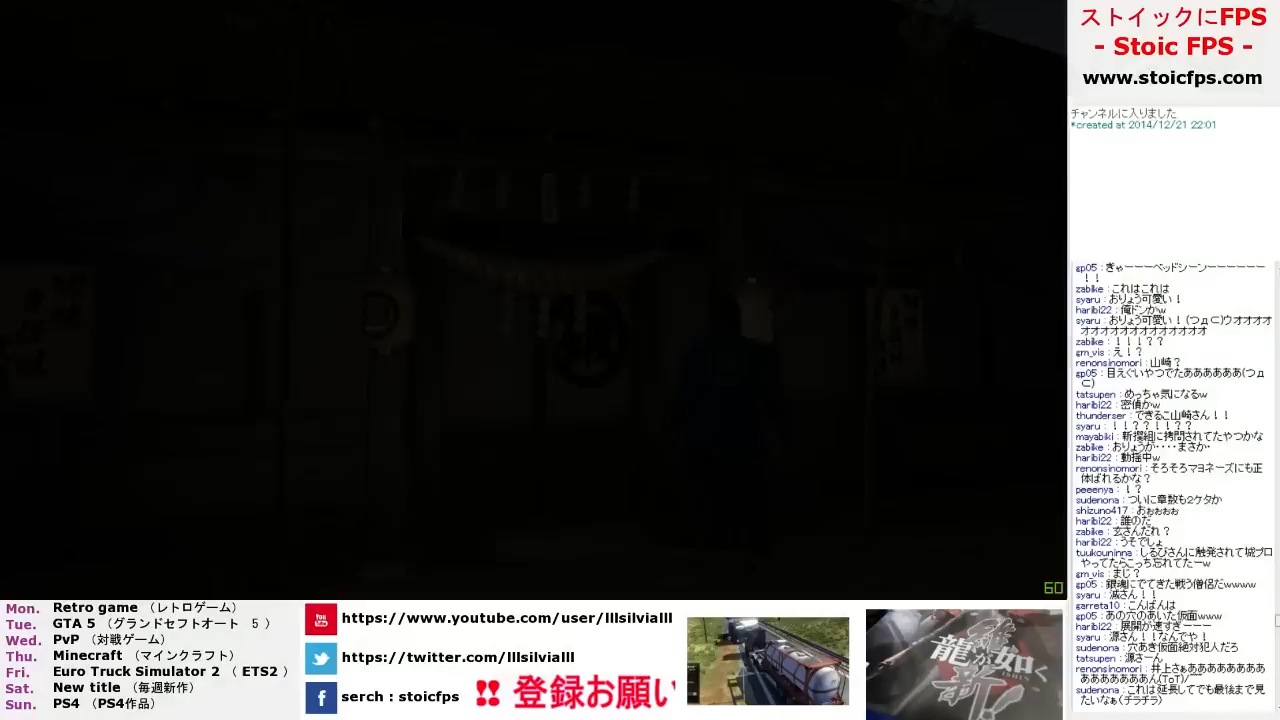 ストイックにFPS
- Stoic FPS -
www.stoicfps.com
チャンネルに入りました
*created at 2014/12/21 22:01
gp05 : ぎゃーーーベッドシーンーーーーーー
！！
zabike : これはこれは
syaru : おりょう可愛い！
haribl22 : 俺ドンかw
syaru : おりょう可愛い！(つд⊂)ウオオオオ
オオオオオオオオオオオオオ
zabike : ！！！？？
gm_vis : え！？
renonsinomori : 山崎？
gp05 : 目えぐいやつでたああああああ(つд
⊂)
tatsupen : めっちゃ気になるw
haribl22 : 密偵かw
thunderser : できるこ山崎さん！！
syaru : ！！？？！！？？
mayabiki : 新撰組に拷問されてたやつかな
zabike : おりょうが・・・・まさか・
haribl22 : 動揺中w
renonsinomori : そろそろマヨネーズにも正
体ばれるかな？
peeenya : ！？
sudenona : ついに章数も2ケタか
shizuno417 : おぉぉぉぉ
haribl22 : 誰のだ
zabike : 玄さんだれ？
haribl22 : うそでしょ
tuukouninna : しるびさんに触発されて城プロ
やってたらこっち忘れてたーw
gm_vis : まじ？
gp05 : 銀魂にでてきた戦う僧侶だwwww
syaru : 滅さん！！
garreta10 : こんばんは
gp05 : あの穴のあいた仮面www
haribl22 : 展開が速すぎーーー
syaru : 源さん！！なんでや！
sudenona : 穴あき仮面絶対犯人だろ
tatsupen : 源さーん
renonsinomori : 井上さぁああああああああ
ああああああん(ToT)/~~~
sudenona : これは延長してでも最後まで見
たいなぁ(チラチラ)
60
Mon. Retro game （レトロゲーム）
Tue. GTA 5 （グランドセフトオート 5 ）
Wed. PvP （対戦ゲーム）
Thu. Minecraft （マインクラフト）
Fri. Euro Truck Simulator 2 （ ETS2 ）
Sat. New title （毎週新作）
Sun. PS4 （PS4作品）
You Tube
https://www.youtube.com/user/lllsilvialll
https://twitter.com/lllsilvialll
serch : stoicfps
!! 登録お願い
龍が如く